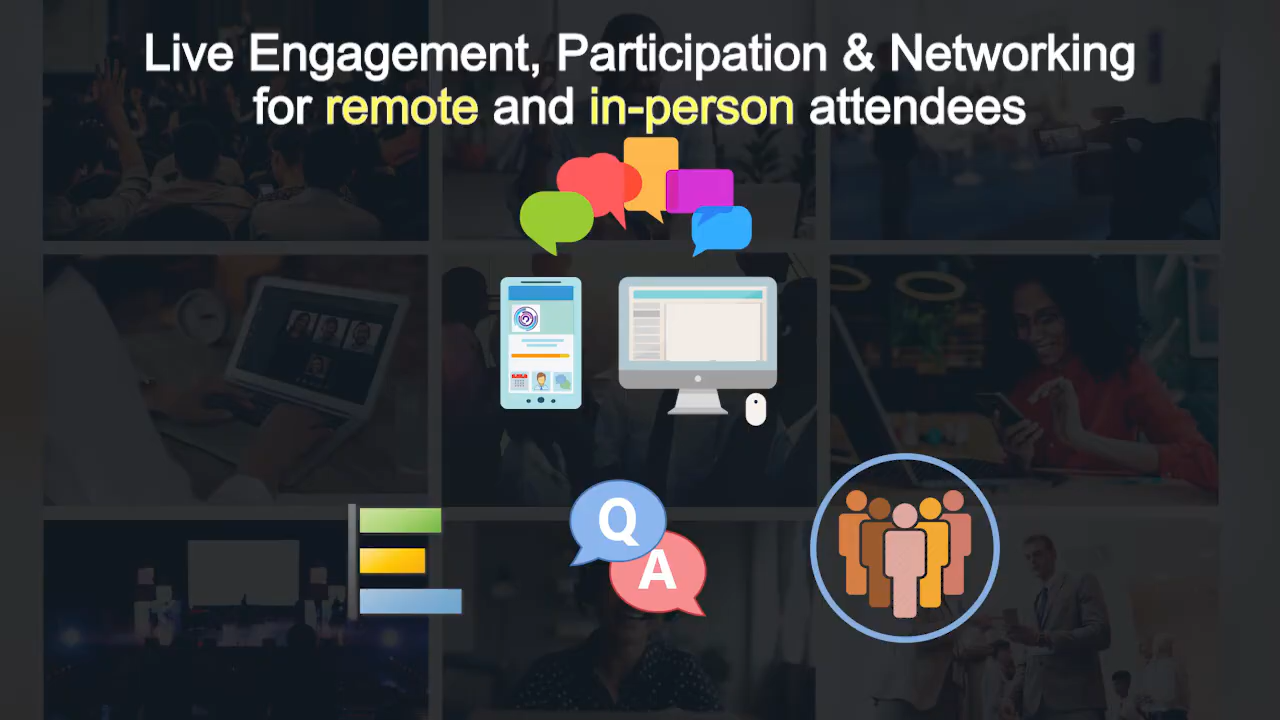 Live Engagement, Participation & Networking
for remote and in-person attendees
Q
A